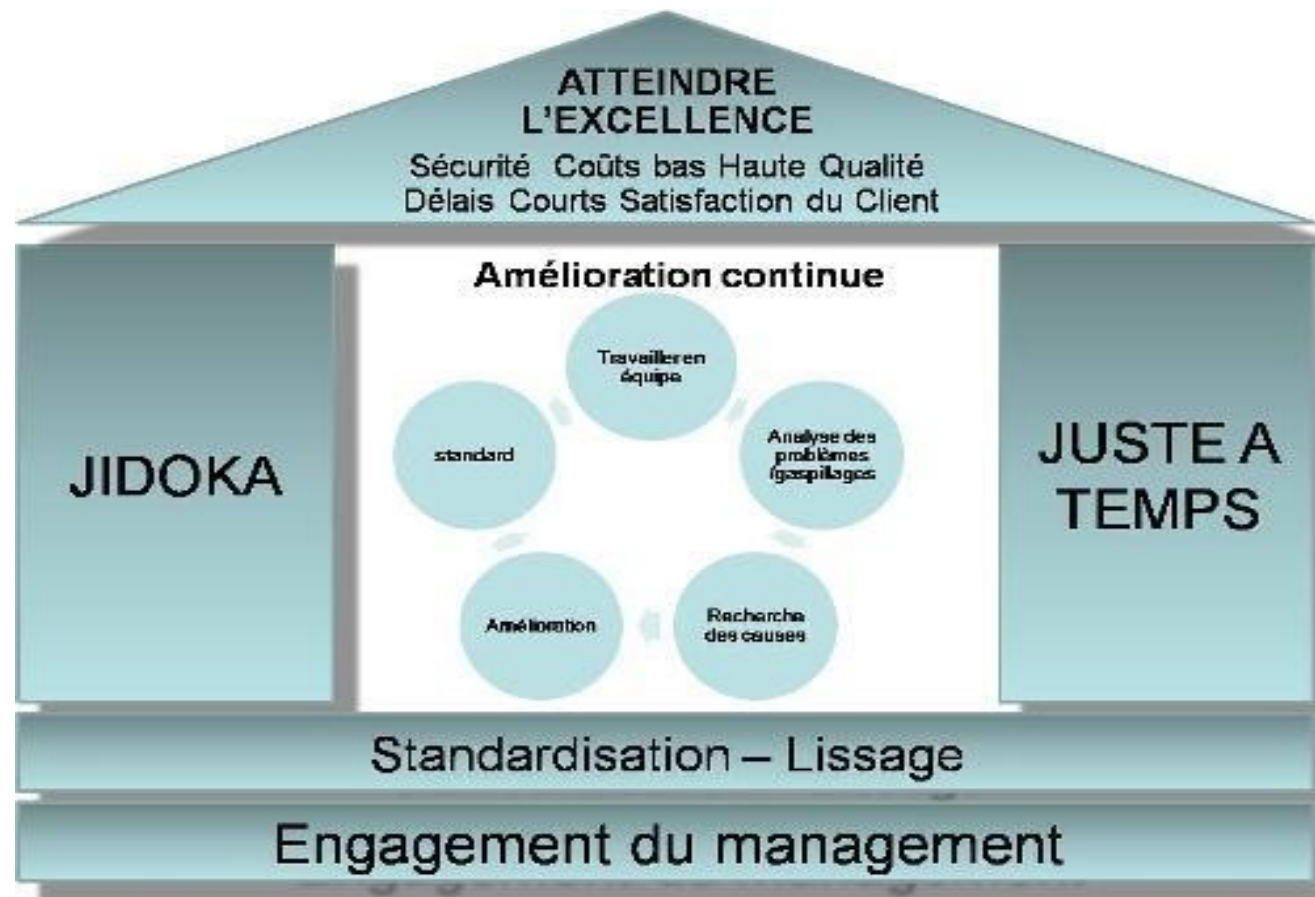 ATTEINDRE
L'EXCELLENCE
Sécurité Coûts bas Haute Qualité
Délais Courts Satisfaction du Client
Amélioration continue
JIDOKA
Travailler en
équipe
Analyse des
problèmes
/gaspillages
Recherche
des causes
Amélioration
standard
JUSTE A
TEMPS
Standardisation – Lissage
Engagement du management